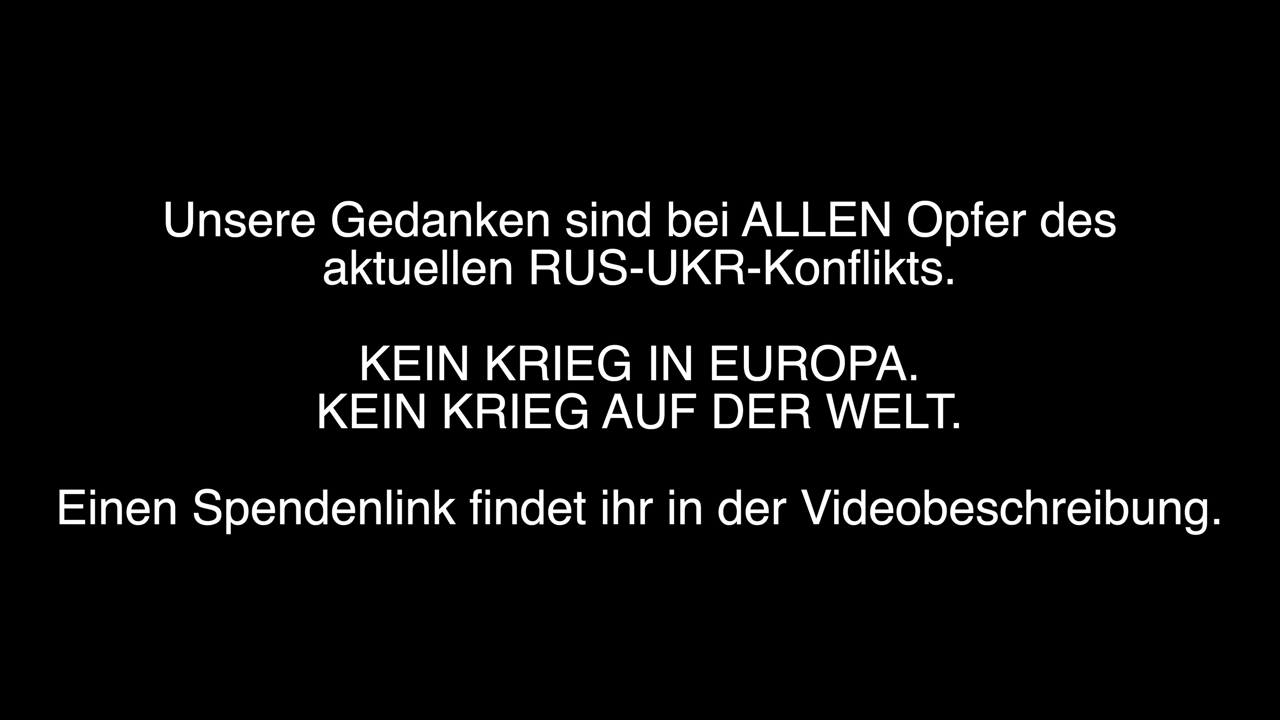 Unsere Gedanken sind bei ALLEN Opfer des
aktuellen RUS-UKR-Konflikts.
KEIN KRIEG IN EUROPA.
KEIN KRIEG AUF DER WELT.
Einen Spendenlink findet ihr in der Videobeschreibung.